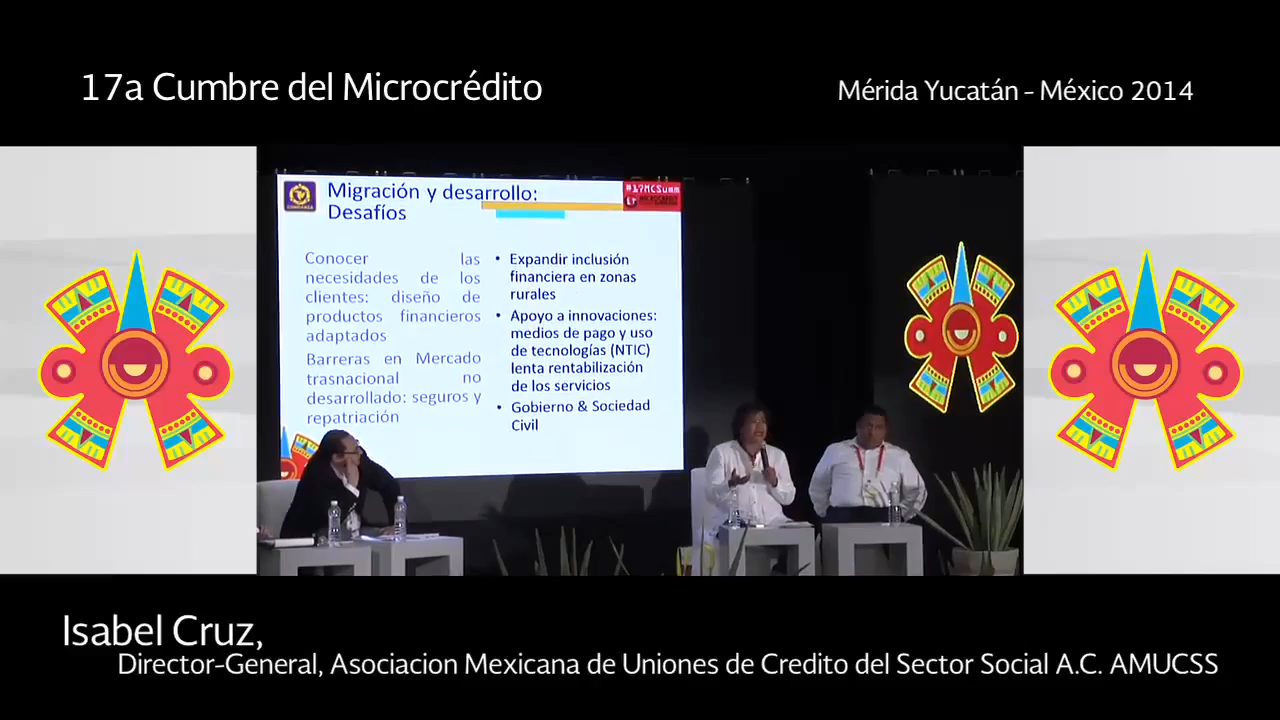 17a Cumbre del Microcrédito
Mérida Yucatán - México 2014
Migración y desarrollo:
Desafíos
#17MCSumm
Conocer las
necesidades de los
clientes: diseño de
productos financieros
adaptados
Barreras en Mercado
trasnacional no
desarrollado: seguros y
repatriación
• Expandir inclusión
financiera en zonas
rurales
• Apoyo a innovaciones:
medios de pago y uso
de tecnologías (NTIC)
lenta rentabilización
de los servicios
• Gobierno & Sociedad
Civil
Isabel Cruz,
Director-General, Asociacion Mexicana de Uniones de Credito del Sector Social A.C. AMUCSS